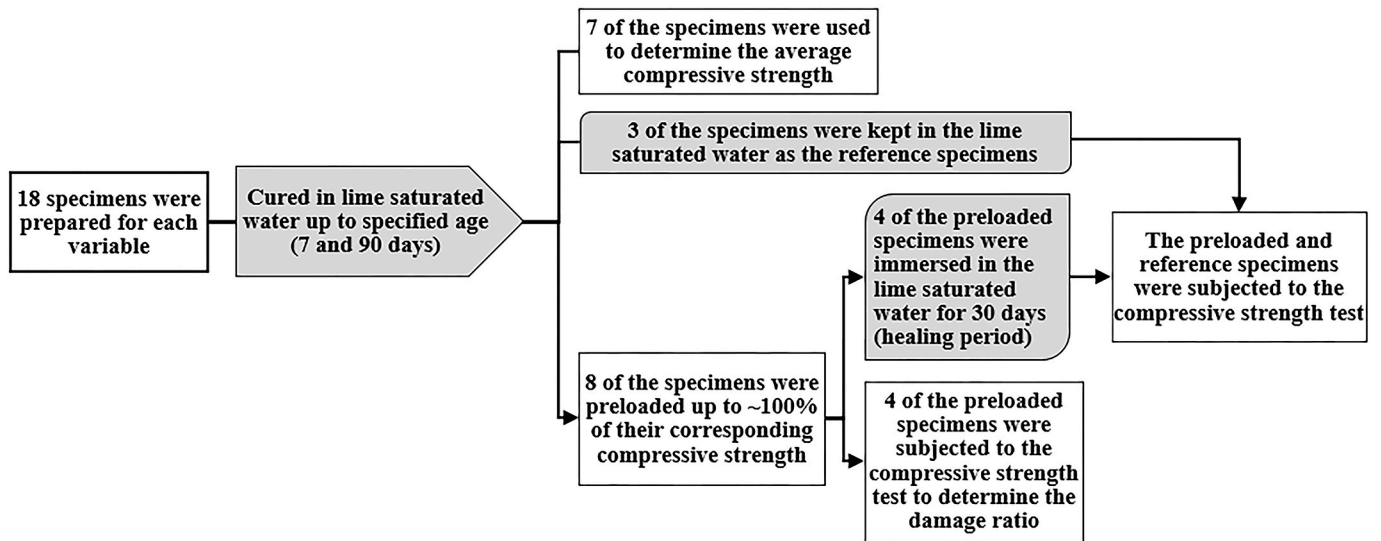 18 specimens were
prepared for each
variable
Cured in lime saturated
water up to specified age
(7 and 90 days)
7 of the specimens were used
to determine the average
compressive strength
3 of the specimens were kept in the lime
saturated water as the reference specimens
8 of the specimens were
preloaded up to ~100%
of their corresponding
compressive strength
4 of the preloaded
specimens were
immersed in the
lime saturated
water for 30 days
(healing period)
4 of the preloaded
specimens were
subjected to the
compressive strength
test to determine the
damage ratio
The preloaded and
reference specimens
were subjected to the
compressive strength test